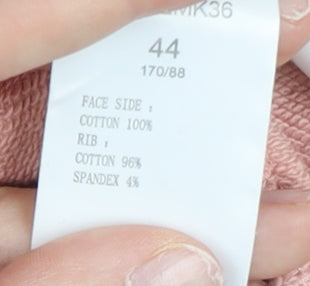 MK36
44
170/88
FACE SIDE :
COTTON 100%
RIB :
COTTON 96%
SPANDEX 4%